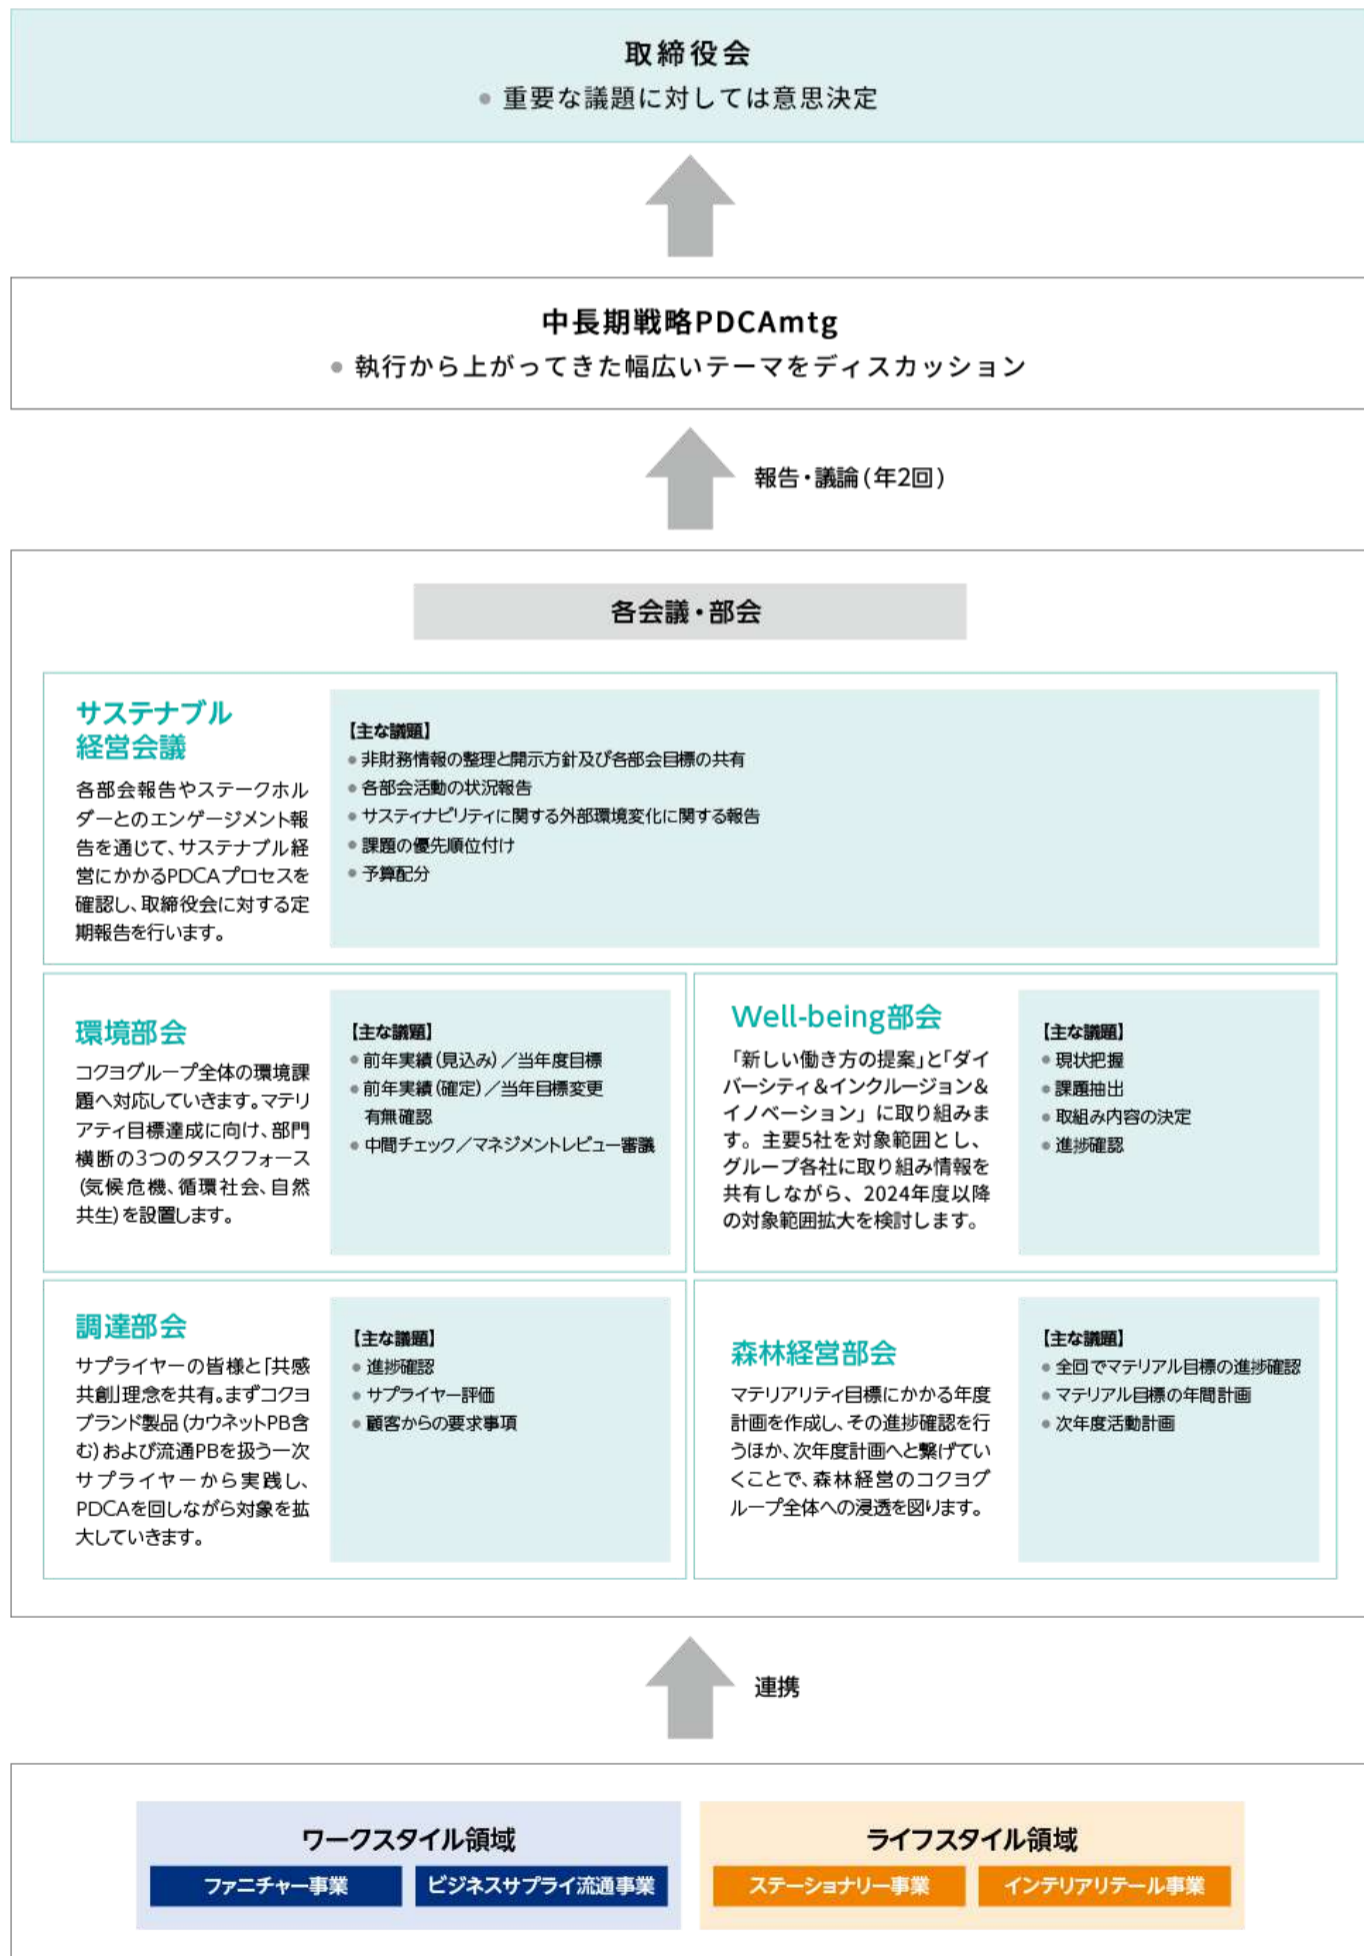 取締役会
● 重要な議題に対しては意思決定
中長期戦略PDCAmtg
● 執行から上がってきた幅広いテーマをディスカッション
報告・議論(年2回)
各会議・部会
サステナブル
経営会議
各部会報告やステークホル
ダーとのエンゲージメント報
告を通じて、サステナブル経
営にかかるPDCAプロセスを
確認し、取締役会に対する定
期報告を行います。
【主な議題】
● 非財務情報の整理と開示方針及び各部会目標の共有
● 各部会活動の状況報告
● サスティナビリティに関する外部環境変化に関する報告
● 課題の優先順位付け
● 予算配分
環境部会
コクヨグループ全体の環境課
題へ対応していきます。マテリ
アティ目標達成に向け、部門
横断の3つのタスクフォース
(気候危機、循環社会、自然
共生)を設置します。
【主な議題】
● 前年実績(見込み)／当年度目標
● 前年実績(確定)／当年目標変更
有無確認
● 中間チェック／マネジメントレビュー審議
Well-being部会
「新しい働き方の提案」と「ダイ
バーシティ&インクルージョン&
イノベーション」に取り組みま
す。主要5社を対象範囲とし、
グループ各社に取り組み情報を
共有しながら、2024年度以降
の対象範囲拡大を検討します。
【主な議題】
● 現状把握
● 課題抽出
● 取組み内容の決定
● 進捗確認
調達部会
サプライヤーの皆様と「共感
共創」理念を共有。まずコクヨ
ブランド製品(カウネットPB含
む)および流通PBを扱う一次
サプライヤーから実践し、
PDCAを回しながら対象を拡
大していきます。
【主な議題】
● 進捗確認
● サプライヤー評価
● 顧客からの要求事項
森林経営部会
マテリアリティ目標にかかる年度
計画を作成し、その進捗確認を行
うほか、次年度計画へと繋げてい
くことで、森林経営のコクヨグ
ループ全体への浸透を図ります。
【主な議題】
● 全回でマテリアル目標の進捗確認
● マテリアル目標の年間計画
● 次年度活動計画
連携
ワークスタイル領域
ファニチャー事業
ビジネスサプライ流通事業
ライフスタイル領域
ステーショナリー事業
インテリアリテール事業